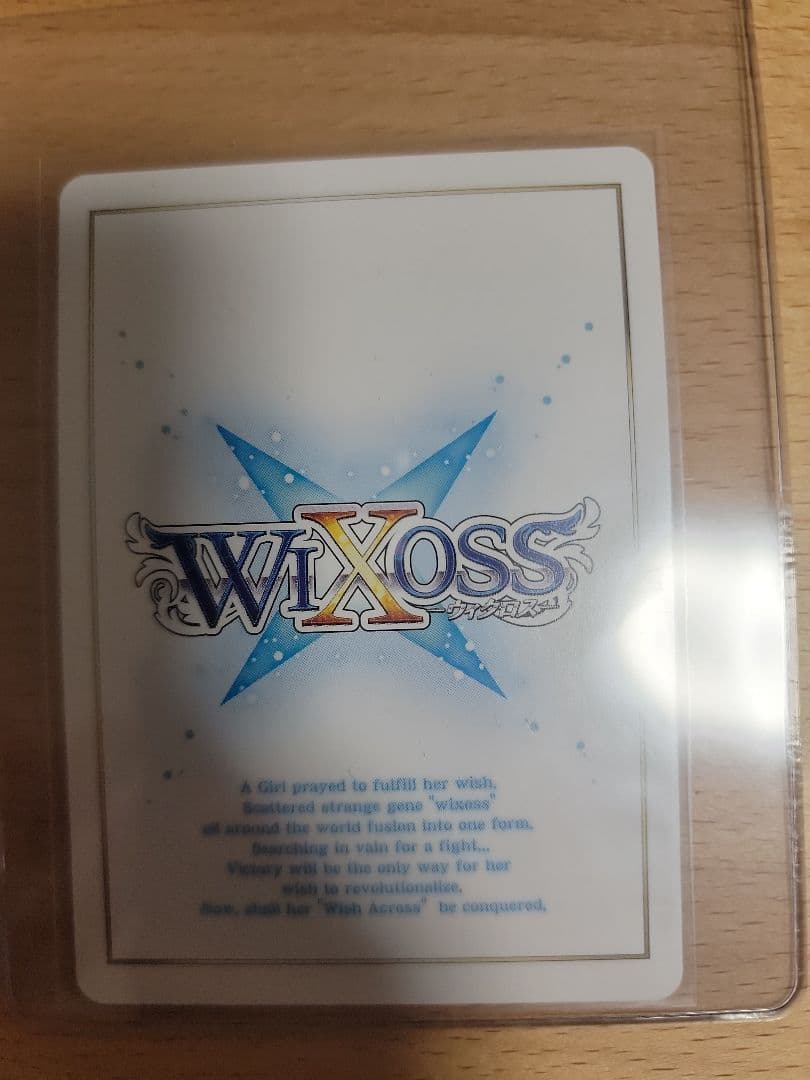 WIXOSS
―ウィクロス―
A Girl prayed to fulfill her wish,
Scattered strange gene "wixoss"
all around the world fusion into one form.
Searching in vain for a fight...
Victory will be the only way for her
wish to revolutionalize.
Now, shall her "Wish Across" be conquered.